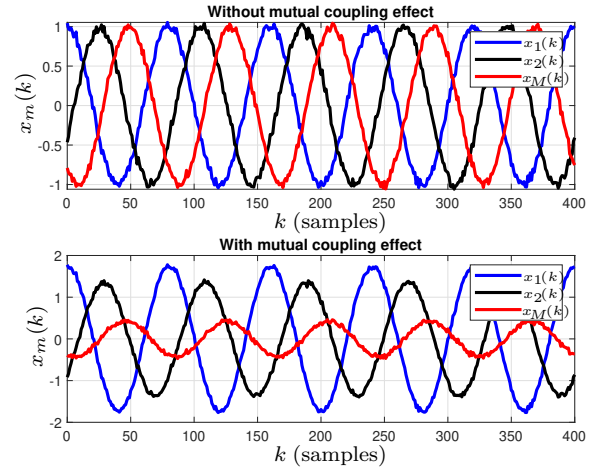 Without mutual coupling effect
1
0.5
0
-0.5
-1
x_m(k)
x_1(k)
x_2(k)
x_M(k)
0 50 100 150 200 250 300 350 400
k (samples)
With mutual coupling effect
2
1
0
-1
-2
x_m(k)
x_1(k)
x_2(k)
x_M(k)
0 50 100 150 200 250 300 350 400
k (samples)